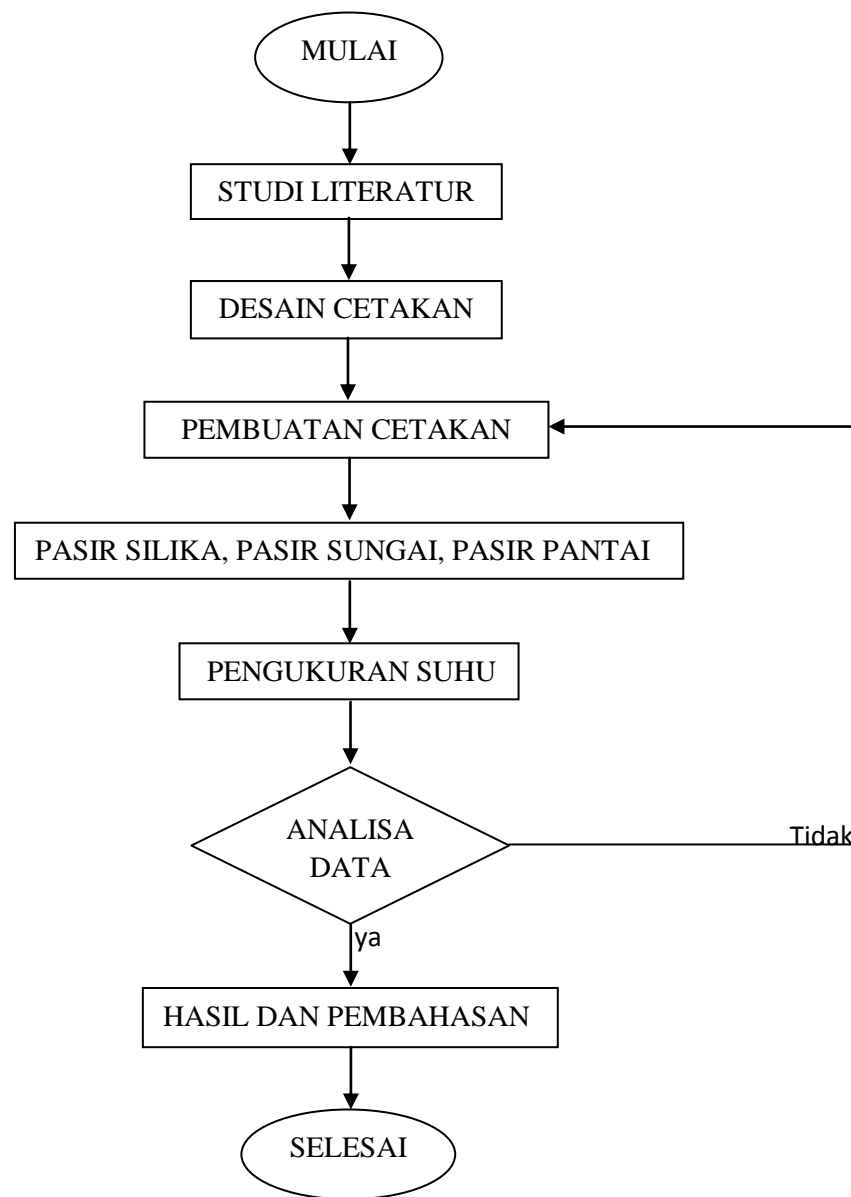 MULAI
STUDI LITERATUR
DESAIN CETAKAN
PEMBUATAN CETAKAN
PASIR SILIKA, PASIR SUNGAI, PASIR PANTAI
PENGUKURAN SUHU
ANALISA
DATA
Tidak
ya
HASIL DAN PEMBAHASAN
SELESAI